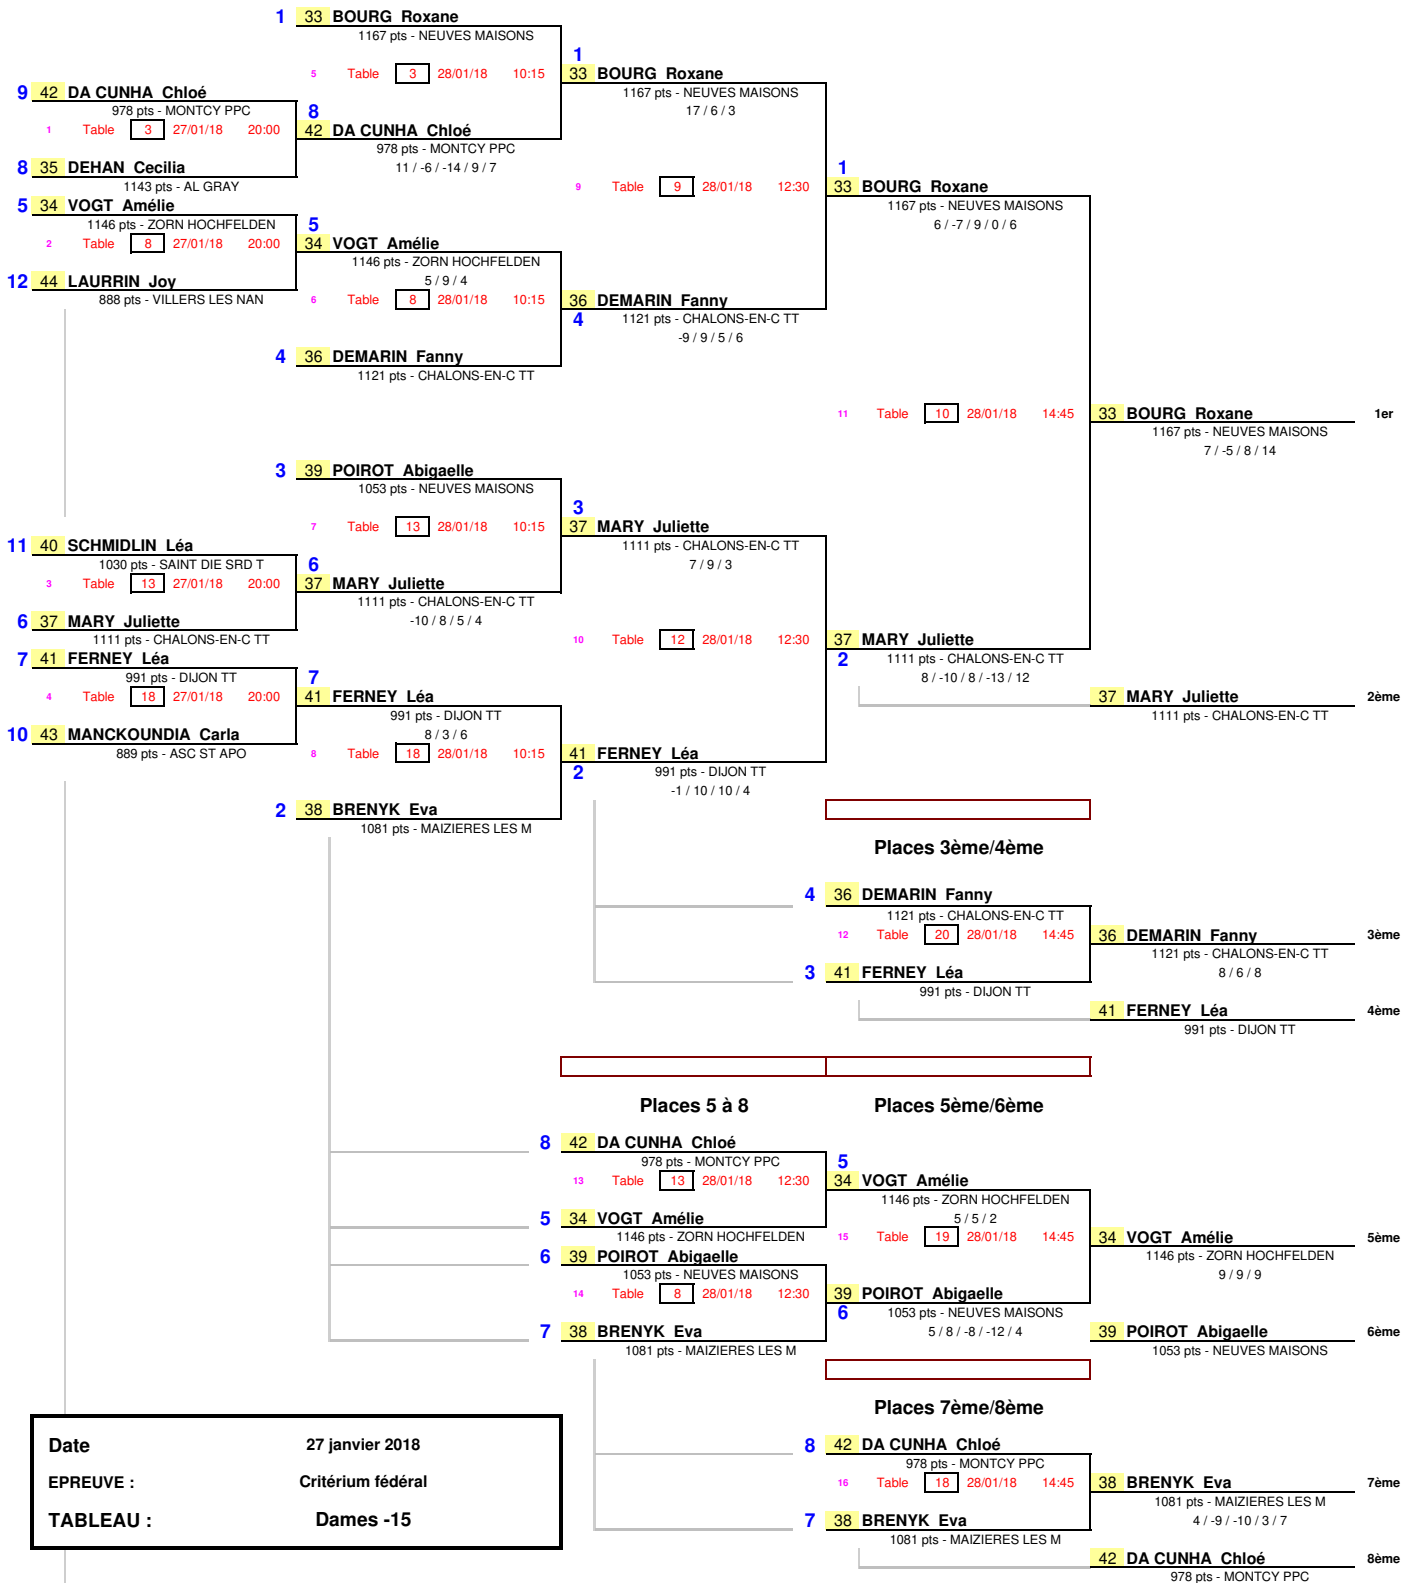 1 33 BOURG Roxane
1167 pts - NEUVES MAISONS
1
5 Table 3 28/01/18 10:15 33 BOURG Roxane
9 42 DA CUNHA Chloé
1167 pts - NEUVES MAISONS
978 pts - MONTCY PPC
8
17 / 6 / 3
1 Table 3 27/01/18 20:00 42 DA CUNHA Chloé
978 pts - MONTCY PPC
8 35 DEHAN Cecilia
11 / -6 / -14 / 9 / 7
1
1143 pts - AL GRAY
9 Table 9 28/01/18 12:30 33 BOURG Roxane
5 34 VOGT Amélie
1167 pts - NEUVES MAISONS
1146 pts - ZORN HOCHFELDEN
5
6 / -7 / 9 / 0 / 6
2 Table 8 27/01/18 20:00 34 VOGT Amélie
1146 pts - ZORN HOCHFELDEN
12 44 LAURRIN Joy
5 / 9 / 4
888 pts - VILLERS LES NAN
6 Table 8 28/01/18 10:15 36 DEMARIN Fanny
4
1121 pts - CHALONS-EN-C TT
-9 / 9 / 5 / 6
4 36 DEMARIN Fanny
1121 pts - CHALONS-EN-C TT
11 Table 10 28/01/18 14:45 33 BOURG Roxane 1er
1167 pts - NEUVES MAISONS
7 / -5 / 8 / 14
3 39 POIROT Abigaelle
1053 pts - NEUVES MAISONS
3
7 Table 13 28/01/18 10:15 37 MARY Juliette
11 40 SCHMIDLIN Léa
1111 pts - CHALONS-EN-C TT
1030 pts - SAINT DIE SRD T
6
7 / 9 / 3
3 Table 13 27/01/18 20:00 37 MARY Juliette
1111 pts - CHALONS-EN-C TT
6 37 MARY Juliette
-10 / 8 / 5 / 4
1111 pts - CHALONS-EN-C TT
10 Table 12 28/01/18 12:30 37 MARY Juliette
7 41 FERNEY Léa
2
1111 pts - CHALONS-EN-C TT
991 pts - DIJON TT
7
8 / -10 / 8 / -13 / 12
4 Table 18 27/01/18 20:00 41 FERNEY Léa
37 MARY Juliette 2ème
991 pts - DIJON TT
1111 pts - CHALONS-EN-C TT
10 43 MANCKOUNDIA Carla
8 / 3 / 6
889 pts - ASC ST APO
8 Table 18 28/01/18 10:15 41 FERNEY Léa
2
991 pts - DIJON TT
-1 / 10 / 10 / 4
2 38 BRENYK Eva
1081 pts - MAIZIERES LES M
Places 3ème/4ème
4 36 DEMARIN Fanny
1121 pts - CHALONS-EN-C TT
12 Table 20 28/01/18 14:45 36 DEMARIN Fanny 3ème
1121 pts - CHALONS-EN-C TT
3 41 FERNEY Léa
8 / 6 / 8
991 pts - DIJON TT
41 FERNEY Léa 4ème
991 pts - DIJON TT
Places 5 à 8 Places 5ème/6ème
8 42 DA CUNHA Chloé
978 pts - MONTCY PPC
5
13 Table 13 28/01/18 12:30 34 VOGT Amélie
1146 pts - ZORN HOCHFELDEN
5 34 VOGT Amélie
5 / 5 / 2
1146 pts - ZORN HOCHFELDEN
15 Table 19 28/01/18 14:45 34 VOGT Amélie 5ème
6 39 POIROT Abigaelle
1146 pts - ZORN HOCHFELDEN
1053 pts - NEUVES MAISONS
9 / 9 / 9
14 Table 8 28/01/18 12:30 39 POIROT Abigaelle
6
1053 pts - NEUVES MAISONS
7 38 BRENYK Eva
5 / 8 / -8 / -12 / 4
39 POIROT Abigaelle 6ème
1081 pts - MAIZIERES LES M
1053 pts - NEUVES MAISONS
Places 7ème/8ème
8 42 DA CUNHA Chloé
978 pts - MONTCY PPC
16 Table 18 28/01/18 14:45 38 BRENYK Eva 7ème
1081 pts - MAIZIERES LES M
7 38 BRENYK Eva
4 / -9 / -10 / 3 / 7
1081 pts - MAIZIERES LES M
42 DA CUNHA Chloé 8ème
978 pts - MONTCY PPC
Date 27 janvier 2018
EPREUVE : Critérium fédéral
TABLEAU : Dames -15